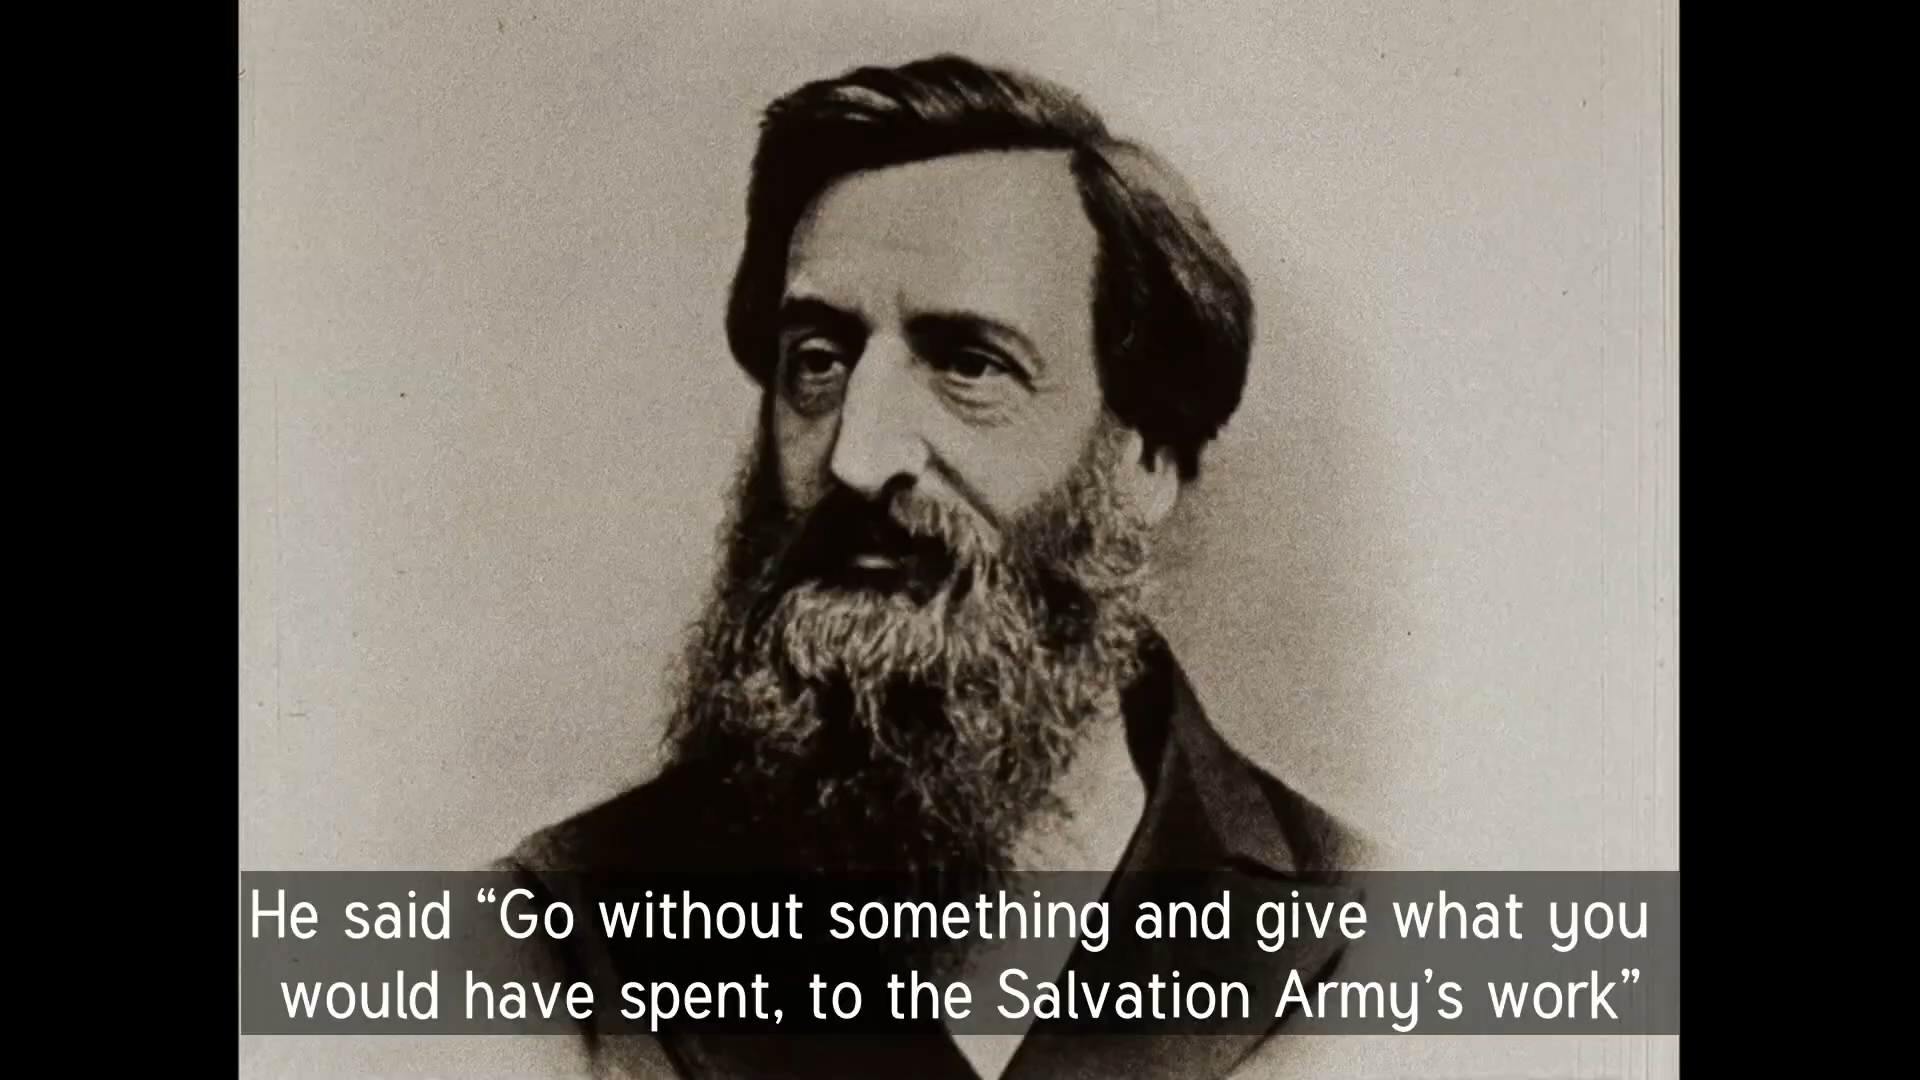 He said “Go without something and give what you
would have spent, to the Salvation Army’s work”